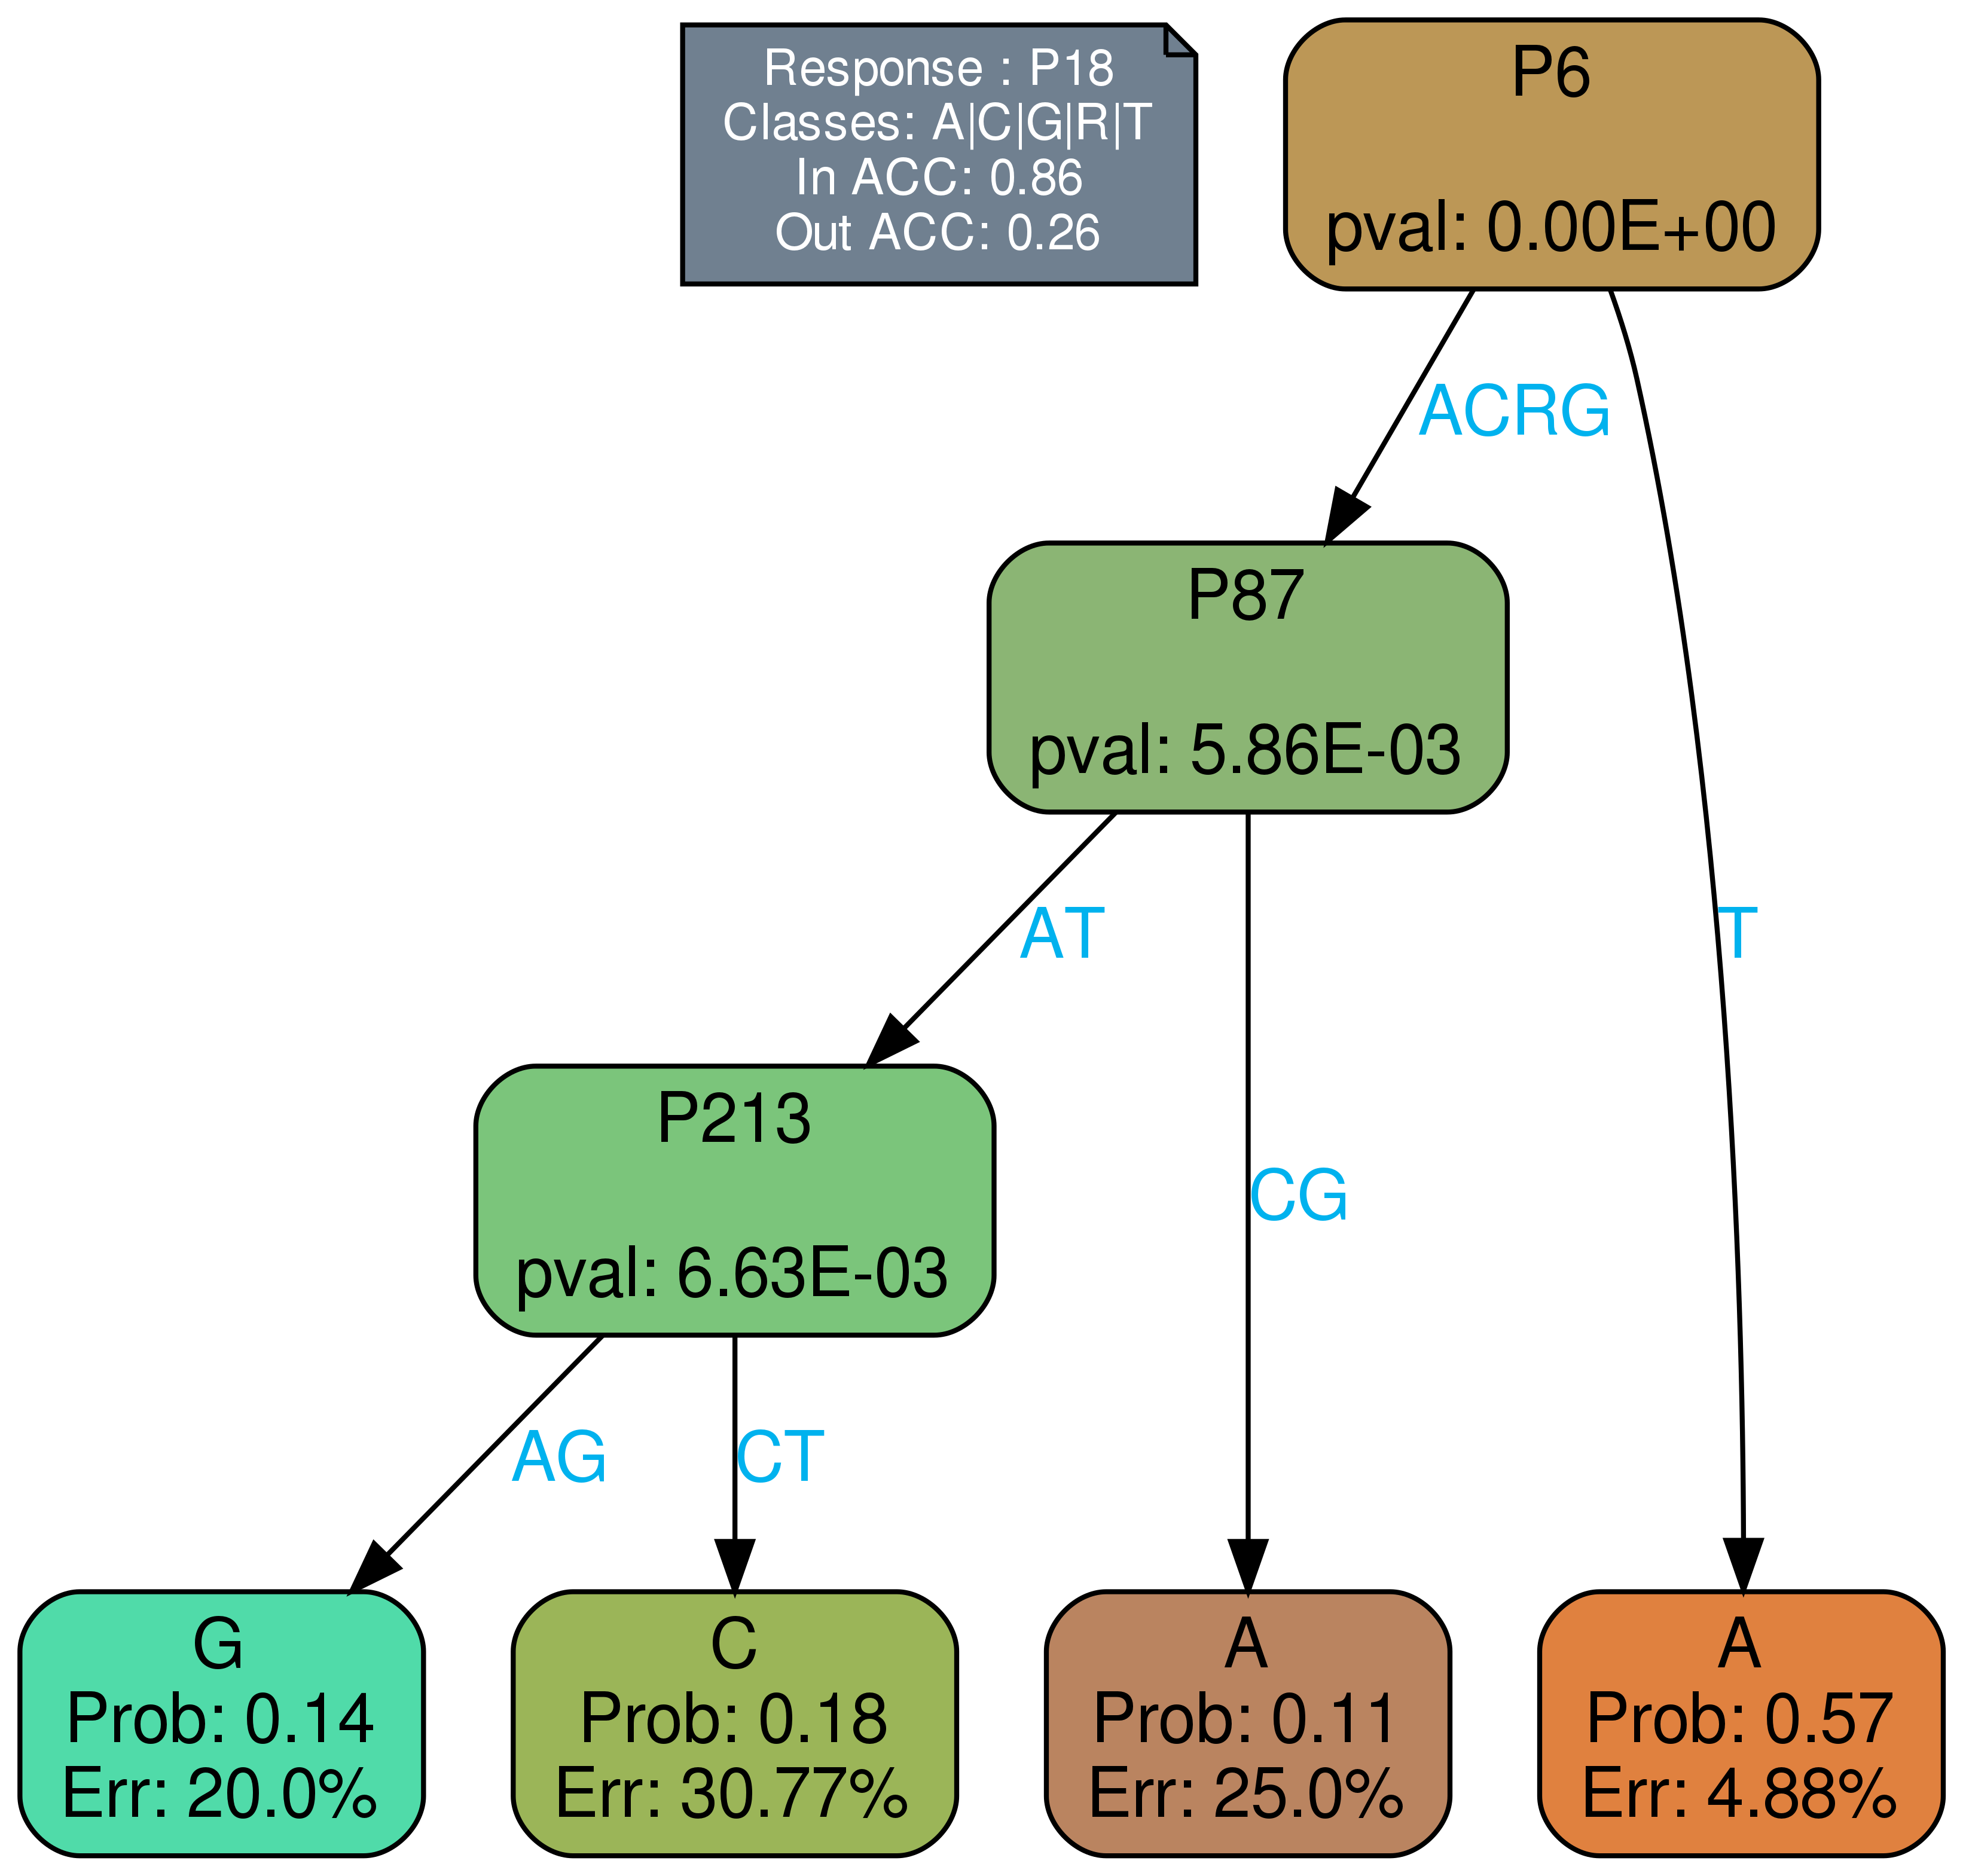 Response : P18
Classes: A|C|G|R|T
In ACC: 0.86
Out ACC: 0.26
P6
pval: 0.00E+00
ACRG
P87
pval: 5.86E-03
AT
T
P213
pval: 6.63E-03
CG
AG
CT
G
Prob: 0.14
Err: 20.0%
C
Prob: 0.18
Err: 30.77%
A
Prob: 0.11
Err: 25.0%
A
Prob: 0.57
Err: 4.88%